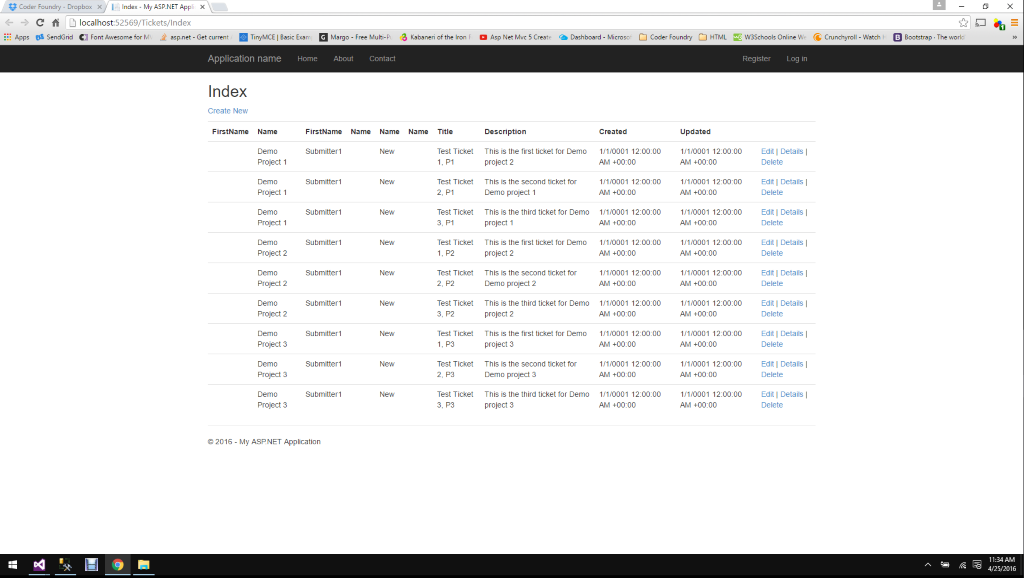 Coder Foundry - Dropbox
Index - My ASP.NET Appl
localhost:52569/Tickets/Index
Apps SendGrid Font Awesome for M asp.net - Get current TinyMCE | Basic Exam Margo - Free Multi-P Kabaneri of the Iron F Asp Net Mvc 5 Create Dashboard - Microsoft Coder Foundry HTML W3Schools Online We Crunchyroll - Watch Bootstrap · The world »
Application name Home About Contact Register Log in
Index
Create New
FirstName Name FirstName Name Name Name Title Description Created Updated
Demo Submitter1 New Test Ticket This is the first ticket for Demo 1/1/0001 12:00:00 1/1/0001 12:00:00 Edit | Details |
Project 1 1, P1 project 2 AM +00:00 AM +00:00 Delete
Demo Submitter1 New Test Ticket This is the second ticket for 1/1/0001 12:00:00 1/1/0001 12:00:00 Edit | Details |
Project 1 2, P1 Demo project 1 AM +00:00 AM +00:00 Delete
Demo Submitter1 New Test Ticket This is the third ticket for Demo 1/1/0001 12:00:00 1/1/0001 12:00:00 Edit | Details |
Project 1 3, P1 project 1 AM +00:00 AM +00:00 Delete
Demo Submitter1 New Test Ticket This is the first ticket for Demo 1/1/0001 12:00:00 1/1/0001 12:00:00 Edit | Details |
Project 2 1, P2 project 2 AM +00:00 AM +00:00 Delete
Demo Submitter1 New Test Ticket This is the second ticket for 1/1/0001 12:00:00 1/1/0001 12:00:00 Edit | Details |
Project 2 2, P2 Demo project 2 AM +00:00 AM +00:00 Delete
Demo Submitter1 New Test Ticket This is the third ticket for Demo 1/1/0001 12:00:00 1/1/0001 12:00:00 Edit | Details |
Project 2 3, P2 project 2 AM +00:00 AM +00:00 Delete
Demo Submitter1 New Test Ticket This is the first ticket for Demo 1/1/0001 12:00:00 1/1/0001 12:00:00 Edit | Details |
Project 3 1, P3 project 3 AM +00:00 AM +00:00 Delete
Demo Submitter1 New Test Ticket This is the second ticket for 1/1/0001 12:00:00 1/1/0001 12:00:00 Edit | Details |
Project 3 2, P3 Demo project 3 AM +00:00 AM +00:00 Delete
Demo Submitter1 New Test Ticket This is the third ticket for Demo 1/1/0001 12:00:00 1/1/0001 12:00:00 Edit | Details |
Project 3 3, P3 project 3 AM +00:00 AM +00:00 Delete
© 2016 - My ASP.NET Application
11:34 AM
4/25/2016